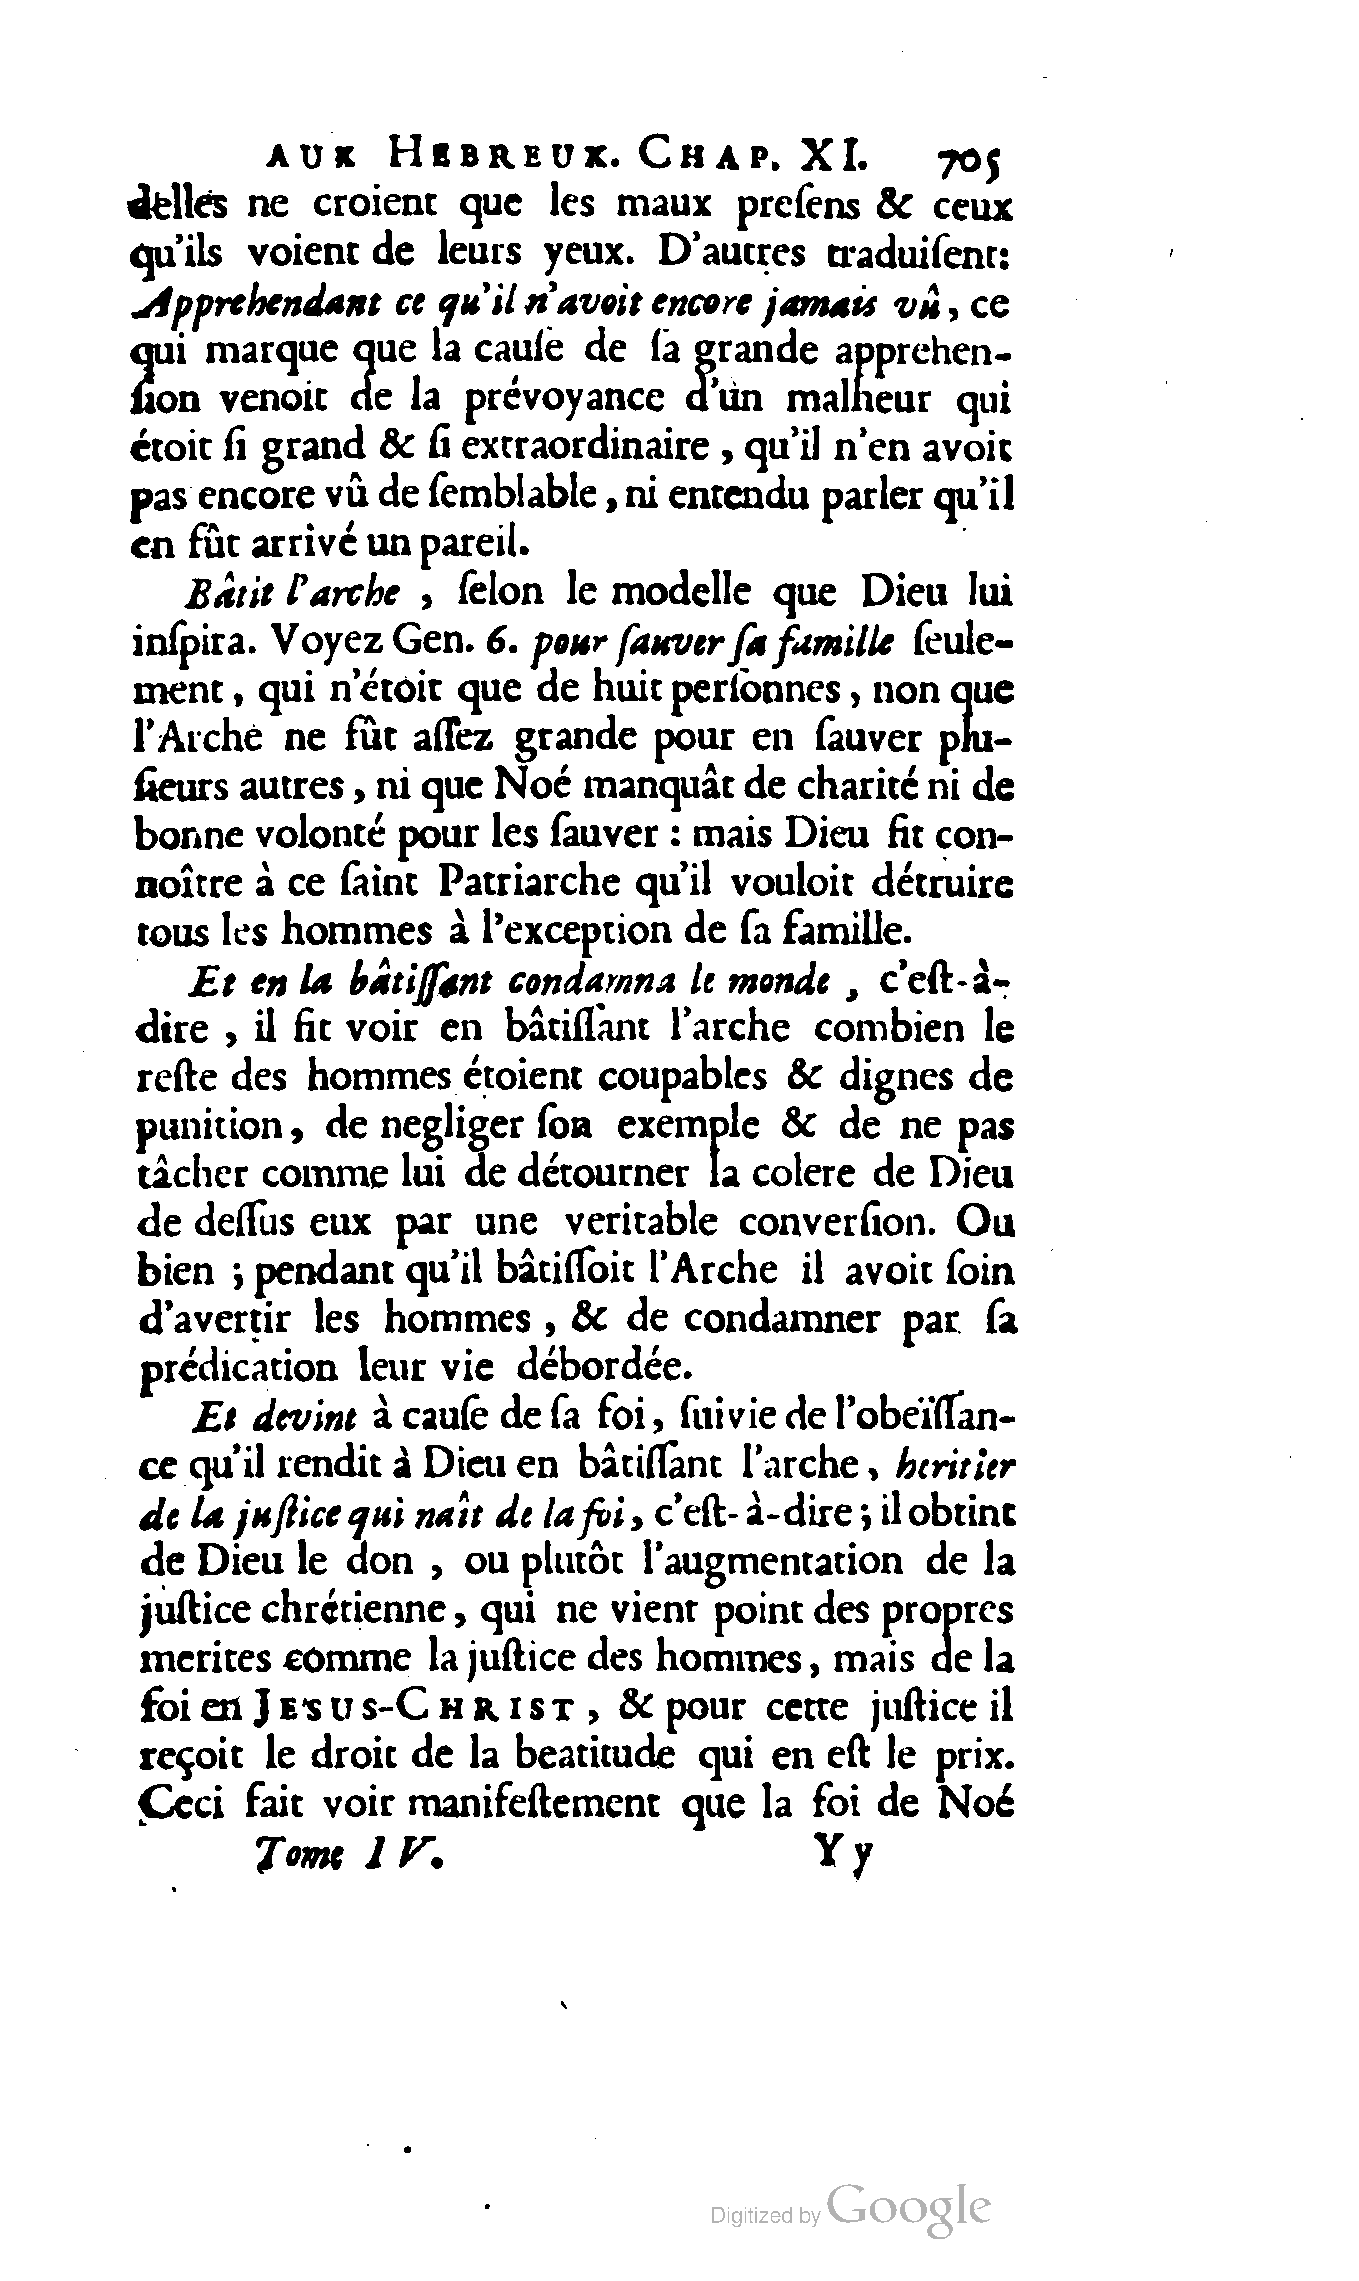 AUX HEBREUX. CHAP. XI. 705
delles ne croient que les maux preſens & ceux
qu'ils voient de leurs yeux. D'autres traduiſent:
Apprehendant ce qu'il n'avoit encore jamais vû, ce
qui marque que la cauſe de ſa grande apprehen-
ſion venoit de la prévoyance d'un malheur qui
étoit ſi grand & ſi extraordinaire, qu'il n'en avoit
pas encore vû de ſemblable, ni entendu parler qu'il
en fût arrivé un pareil.
Bâtit l'arche, ſelon le modelle que Dieu lui
inſpira. Voyez Gen. 6. pour ſauver ſa famille ſeule-
ment, qui n'étoit que de huit perſonnes, non que
l'Arche ne fût aſſez grande pour en ſauver plu-
ſieurs autres, ni que Noé manquât de charité ni de
bonne volonté pour les ſauver : mais Dieu fit con-
noître à ce ſaint Patriarche qu'il vouloit détruire
tous les hommes à l'exception de ſa famille.
Et en la bâtiſſant condamna le monde, c'eſt-à-
dire, il fit voir en bâtiſſant l'arche combien le
reſte des hommes étoient coupables & dignes de
punition, de negliger ſon exemple & de ne pas
tâcher comme lui de détourner la colere de Dieu
de deſſus eux par une veritable converſion. Ou
bien ; pendant qu'il bâtiſſoit l'Arche il avoit ſoin
d'avertir les hommes, & de condamner par ſa
prédication leur vie débordée.
Et devint à cauſe de ſa foi, ſuivie de l'obeïſſan-
ce qu'il rendit à Dieu en bâtiſſant l'arche, heritier
de la juſtice qui naît de la foi, c'eſt-à-dire ; il obtint
de Dieu le don, ou plutôt l'augmentation de la
juſtice chrétienne, qui ne vient point des propres
merites comme la juſtice des hommes, mais de la
foi en JESUS-CHRIST, & pour cette juſtice il
reçoit le droit de la beatitude qui en eſt le prix.
Ceci fait voir manifeſtement que la foi de Noé
Tome IV. Yy
Digitized by Google